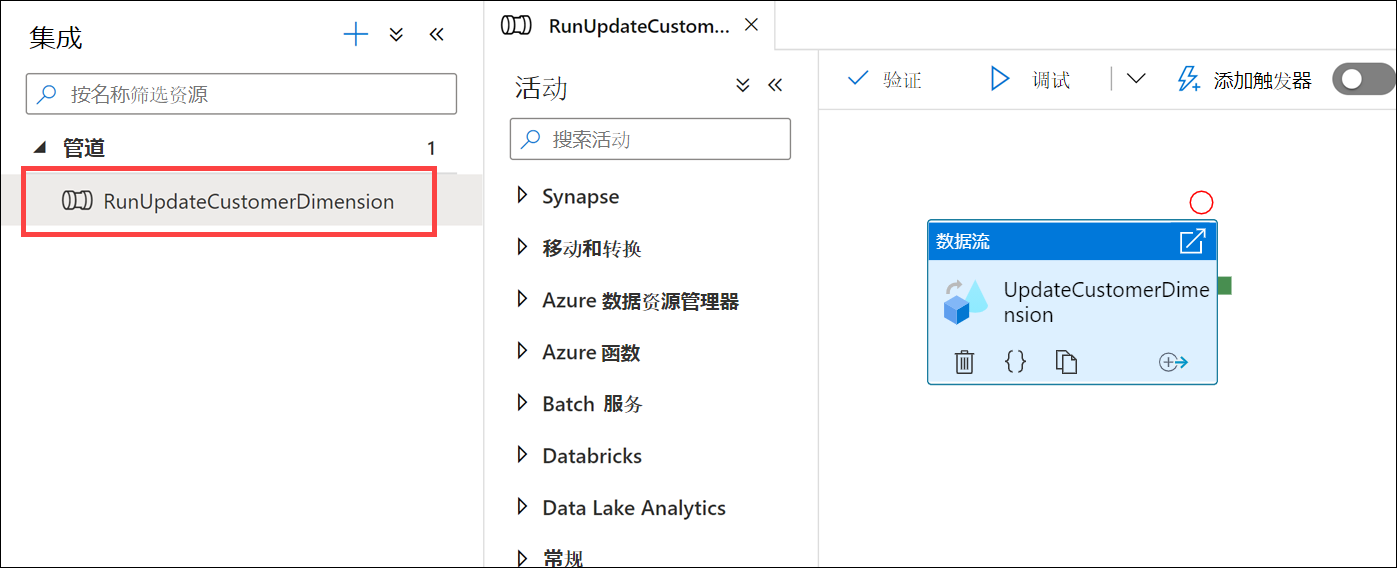 集成
按名称筛选资源
管道 1
RunUpdateCustomerDimension
RunUpdateCustom...
活动
搜索活动
Synapse
移动和转换
Azure 数据资源管理器
Azure 函数
Batch 服务
Databricks
Data Lake Analytics
常规
验证 调试 添加触发器
数据流
UpdateCustomerDime
nsion